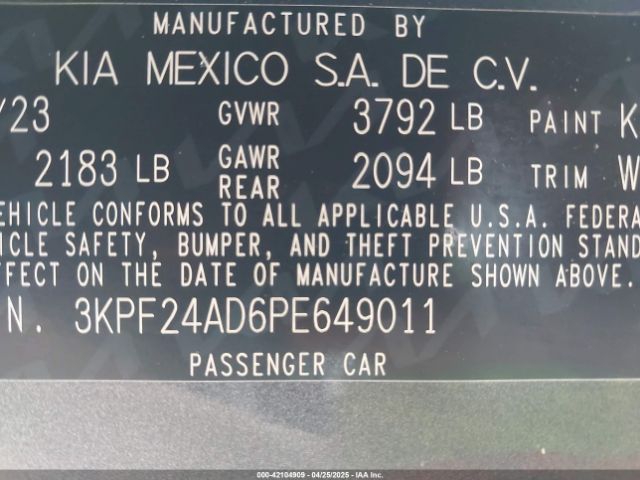 MANUFACTURED BY
KIA MEXICO S.A. DE C.V.
/23 GVWR 3792 LB PAINT K
2183 LB GAWR REAR 2094 LB TRIM W
EHICLE CONFORMS TO ALL APPLICABLE U.S.A. FEDERA
ICLE SAFETY, BUMPER, AND THEFT PREVENTION STAND
FFECT ON THE DATE OF MANUFACTURE SHOWN ABOVE.
N. 3KPF24AD6PE649011
PASSENGER CAR
000-42104909 - 04/25/2025 - IAA Inc.